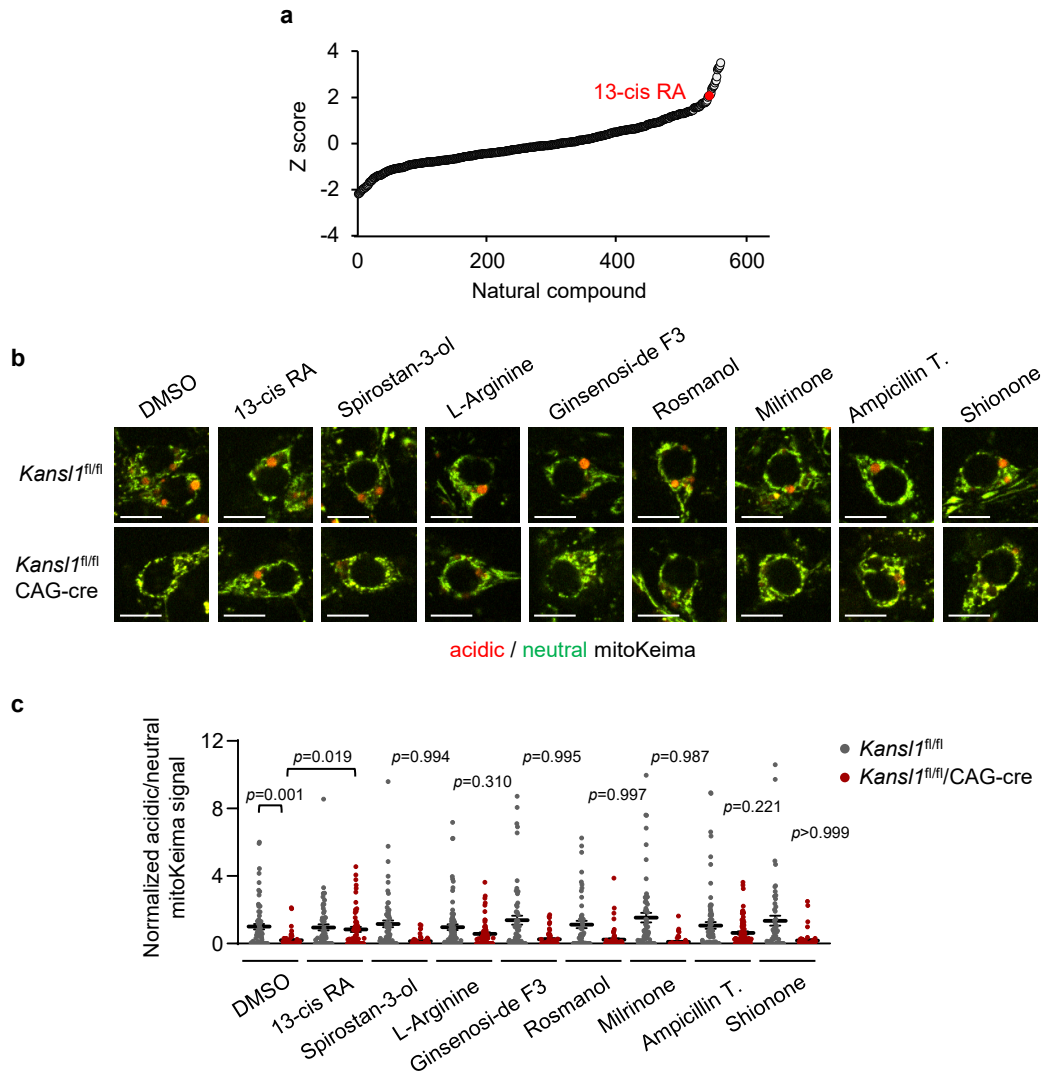 a
4
2
0
-2
-4
Z score
13-cis RA
0
200
400
600
Natural compound
b
DMSO
13-cis RA
Spirostan-3-ol
L-Arginine
Ginsenosi-de F3
Rosmanol
Milrinone
Ampicillin T.
Shionone
Kansl1fl/fl
Kansl1fl/fl
CAG-cre
acidic / neutral mitoKeima
c
Normalized acidic/neutral
mitoKeima signal
12
8
4
0
p=0.001
p=0.019
p=0.994
p=0.310
p=0.995
p=0.997
p=0.987
p=0.221
p>0.999
Kansl1fl/fl
Kansl1fl/fl/CAG-cre
DMSO
13-cis RA
Spirostan-3-ol
L-Arginine
Ginsenosi-de F3
Rosmanol
Milrinone
Ampicillin T.
Shionone